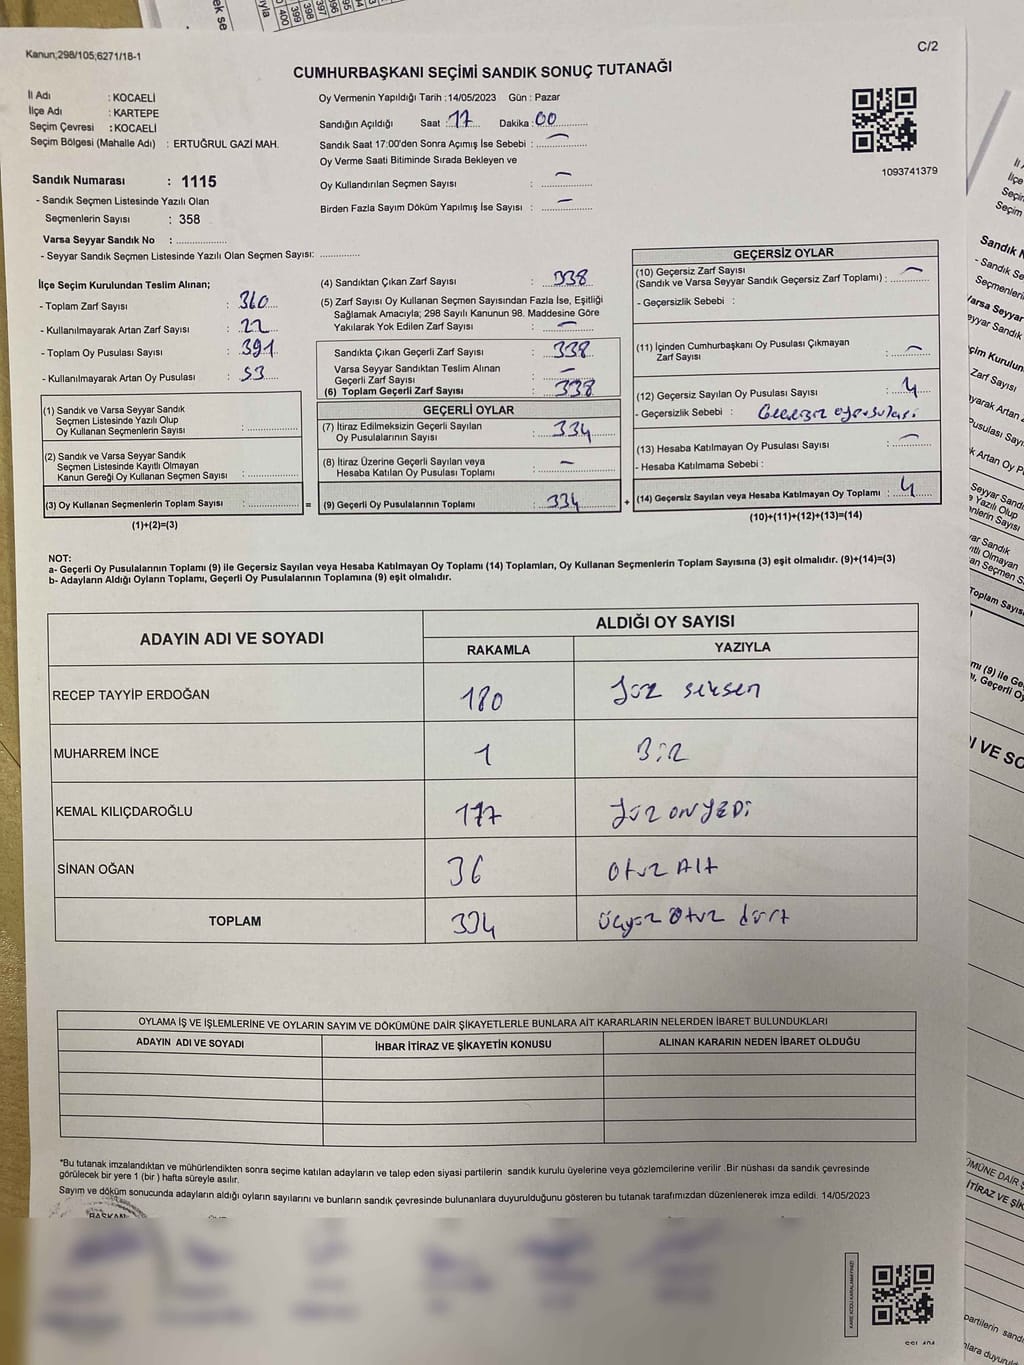 Kanun;298/105;6271/18-1
C/2
CUMHURBAŞKANI SEÇİMİ SANDIK SONUÇ TUTANAĞI
İl Adı : KOCAELİ
İlçe Adı : KARTEPE
Seçim Çevresi : KOCAELİ
Seçim Bölgesi (Mahalle Adı) : ERTUĞRUL GAZİ MAH.
Oy Vermenin Yapıldığı Tarih :14/05/2023 Gün : Pazar
Sandığın Açıldığı Saat :17 Dakika :00
Sandık Saat 17:00'den Sonra Açımış İse Sebebi : —
Oy Verme Saati Bitiminde Sırada Bekleyen ve
Oy Kullandırılan Seçmen Sayısı : —
Birden Fazla Sayım Döküm Yapılmış İse Sayısı : —
1093741379
Sandık Numarası : 1115
- Sandık Seçmen Listesinde Yazılı Olan
Seçmenlerin Sayısı : 358
Varsa Seyyar Sandık No :
- Seyyar Sandık Seçmen Listesinde Yazılı Olan Seçmen Sayısı:
İlçe Seçim Kurulundan Teslim Alınan;
- Toplam Zarf Sayısı : 360
- Kullanılmayarak Artan Zarf Sayısı : 22
- Toplam Oy Pusulası Sayısı : 391
- Kullanılmayarak Artan Oy Pusulası : 53
(1) Sandık ve Varsa Seyyar Sandık
Seçmen Listesinde Yazılı Olup
Oy Kullanan Seçmenlerin Sayısı :
(2) Sandık ve Varsa Seyyar Sandık
Seçmen Listesinde Kayıtlı Olmayan
Kanun Gereği Oy Kullanan Seçmen Sayısı :
(3) Oy Kullanan Seçmenlerin Toplam Sayısı : =
(1)+(2)=(3)
(4) Sandıktan Çıkan Zarf Sayısı : 338
(5) Zarf Sayısı Oy Kullanan Seçmen Sayısından Fazla İse, Eşitliği
Sağlamak Amacıyla; 298 Sayılı Kanunun 98. Maddesine Göre
Yakılarak Yok Edilen Zarf Sayısı : —
Sandıkta Çıkan Geçerli Zarf Sayısı : 338
Varsa Seyyar Sandıktan Teslim Alınan
Geçerli Zarf Sayısı : —
(6) Toplam Geçerli Zarf Sayısı : 338
GEÇERLİ OYLAR
(7) İtiraz Edilmeksizin Geçerli Sayılan
Oy Pusulalarının Sayısı : 334
(8) İtiraz Üzerine Geçerli Sayılan veya
Hesaba Katılan Oy Pusulası Toplamı : —
(9) Geçerli Oy Pusulalarının Toplamı : 334 +
GEÇERSİZ OYLAR
(10) Geçersiz Zarf Sayısı
(Sandık ve Varsa Seyyar Sandık Geçersiz Zarf Toplamı) : —
- Geçersizlik Sebebi :
(11) İçinden Cumhurbaşkanı Oy Pusulası Çıkmayan
Zarf Sayısı : —
(12) Geçersiz Sayılan Oy Pusulası Sayısı : 4
- Geçersizlik Sebebi : Geçersiz
(13) Hesaba Katılmayan Oy Pusulası Sayısı : —
- Hesaba Katılmama Sebebi :
(14) Geçersiz Sayılan veya Hesaba Katılmayan Oy Toplamı : 4
(10)+(11)+(12)+(13)=(14)
NOT:
a- Geçerli Oy Pusulalarının Toplamı (9) ile Geçersiz Sayılan veya Hesaba Katılmayan Oy Toplamı (14) Toplamları, Oy Kullanan Seçmenlerin Toplam Sayısına (3) eşit olmalıdır. (9)+(14)=(3)
b- Adayların Aldığı Oyların Toplamı, Geçerli Oy Pusulalarının Toplamına (9) eşit olmalıdır.
ADAYIN ADI VE SOYADI
ALDIĞI OY SAYISI
RAKAMLA YAZIYLA
RECEP TAYYİP ERDOĞAN 180 Yüz seksen
MUHARREM İNCE 1 Bir
KEMAL KILIÇDAROĞLU 117 Yüz onYEDi
SİNAN OĞAN 36 Otuz Alt
TOPLAM 334 Üçyüz Otuz dört
OYLAMA İŞ VE İŞLEMLERİNE VE OYLARIN SAYIM VE DÖKÜMÜNE DAİR ŞİKAYETLERLE BUNLARA AİT KARARLARIN NELERDEN İBARET BULUNDUKLARI
ADAYIN ADI VE SOYADI İHBAR İTİRAZ VE ŞİKAYETİN KONUSU ALINAN KARARIN NEDEN İBARET OLDUĞU
*Bu tutanak imzalandıktan ve mühürlendikten sonra seçime katılan adayların ve talep eden siyasi partilerin sandık kurulu üyelerine veya gözlemcilerine verilir .Bir nüshası da sandık çevresinde
görülecek bir yere 1 (bir ) hafta süreyle asılır.
Sayım ve döküm sonucunda adayların aldığı oyların sayılarını ve bunların sandık çevresinde bulunanlara duyurulduğunu gösteren bu tutanak tarafımızdan düzenlenerek imza edildi. 14/05/2023
BAŞKAN
KARE KODU KARALAMAYINIZ!